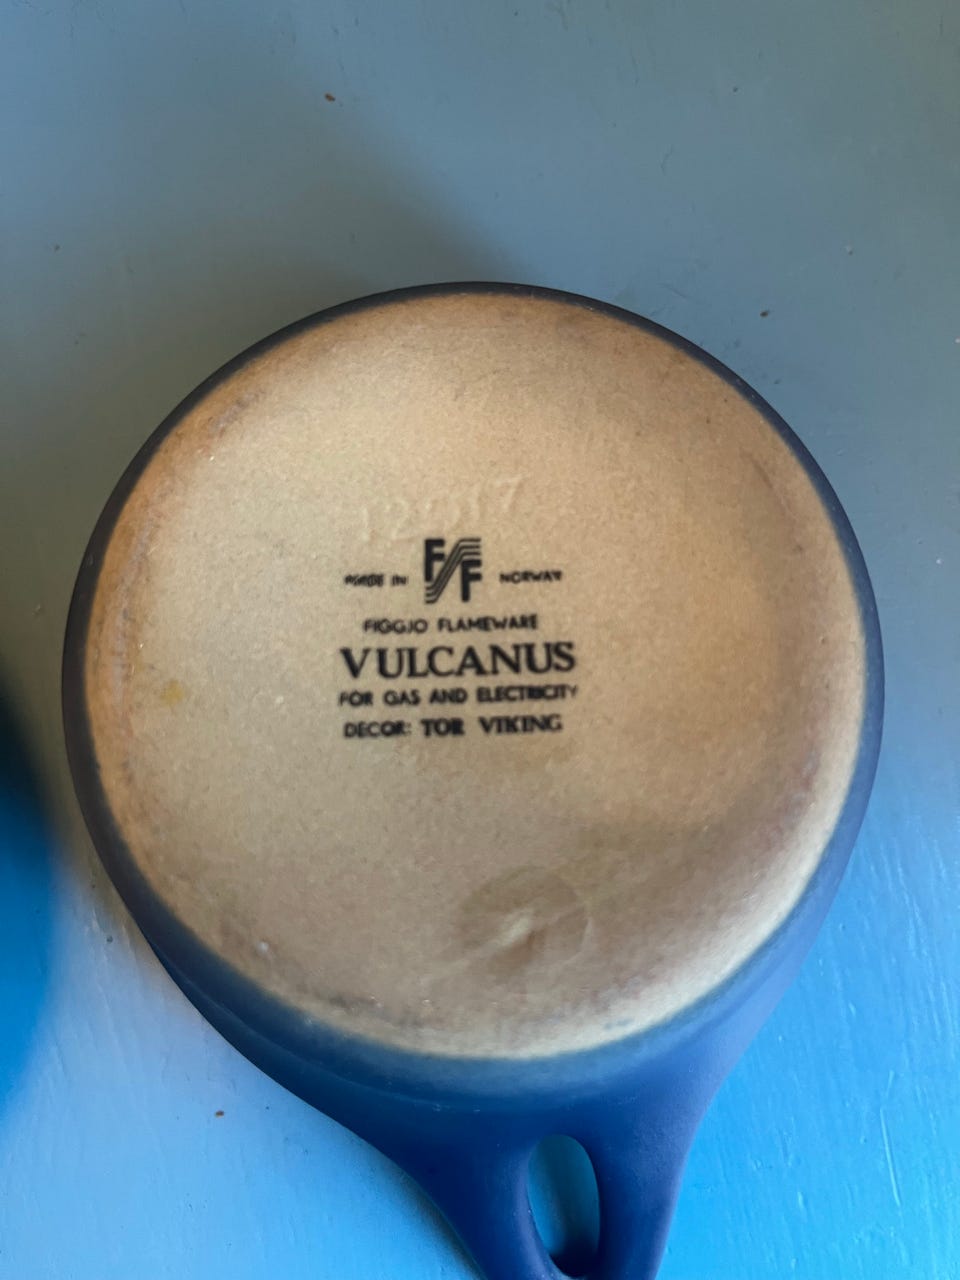 MADE IN FF NORWAY
FIGGJO FLAMEWARE
VULCANUS
FOR GAS AND ELECTRICITY
DECOR: TOR VIKING